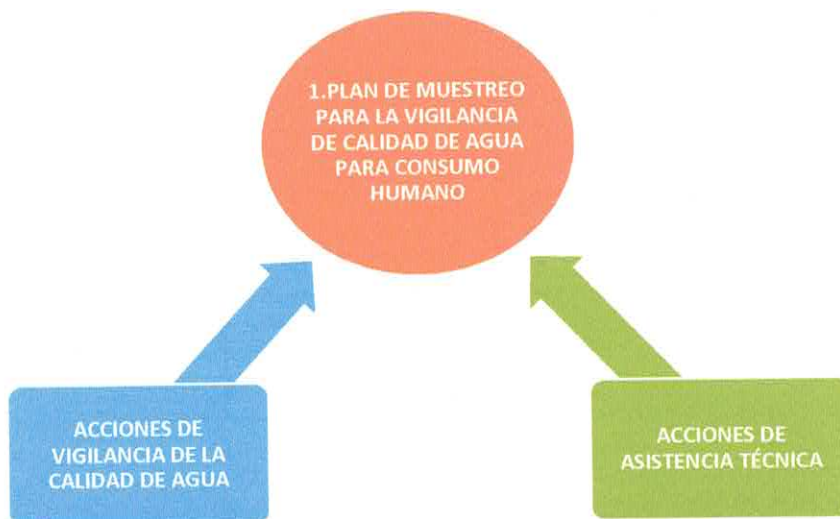 1.PLAN DE MUESTREO
PARA LA VIGILANCIA
DE CALIDAD DE AGUA
PARA CONSUMO
HUMANO
ACCIONES DE
VIGILANCIA DE LA
CALIDAD DE AGUA
ACCIONES DE
ASISTENCIA TÉCNICA